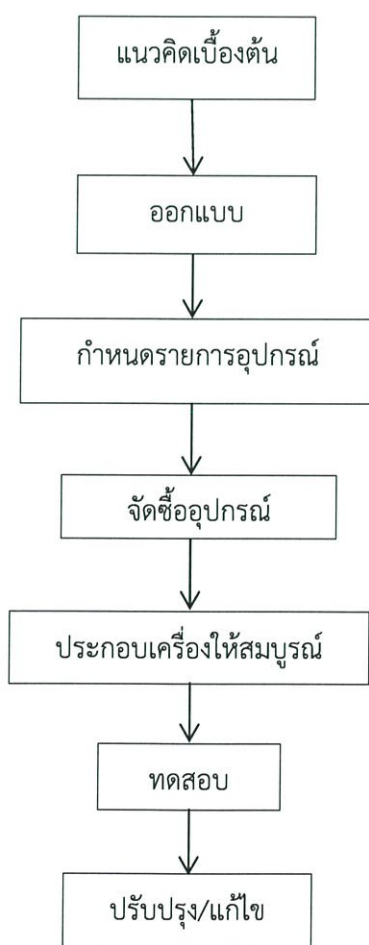 แนวคิดเบื้องต้น
ออกแบบ
กำหนดรายการอุปกรณ์
จัดซื้ออุปกรณ์
ประกอบเครื่องให้สมบูรณ์
ทดสอบ
ปรับปรุง/แก้ไข